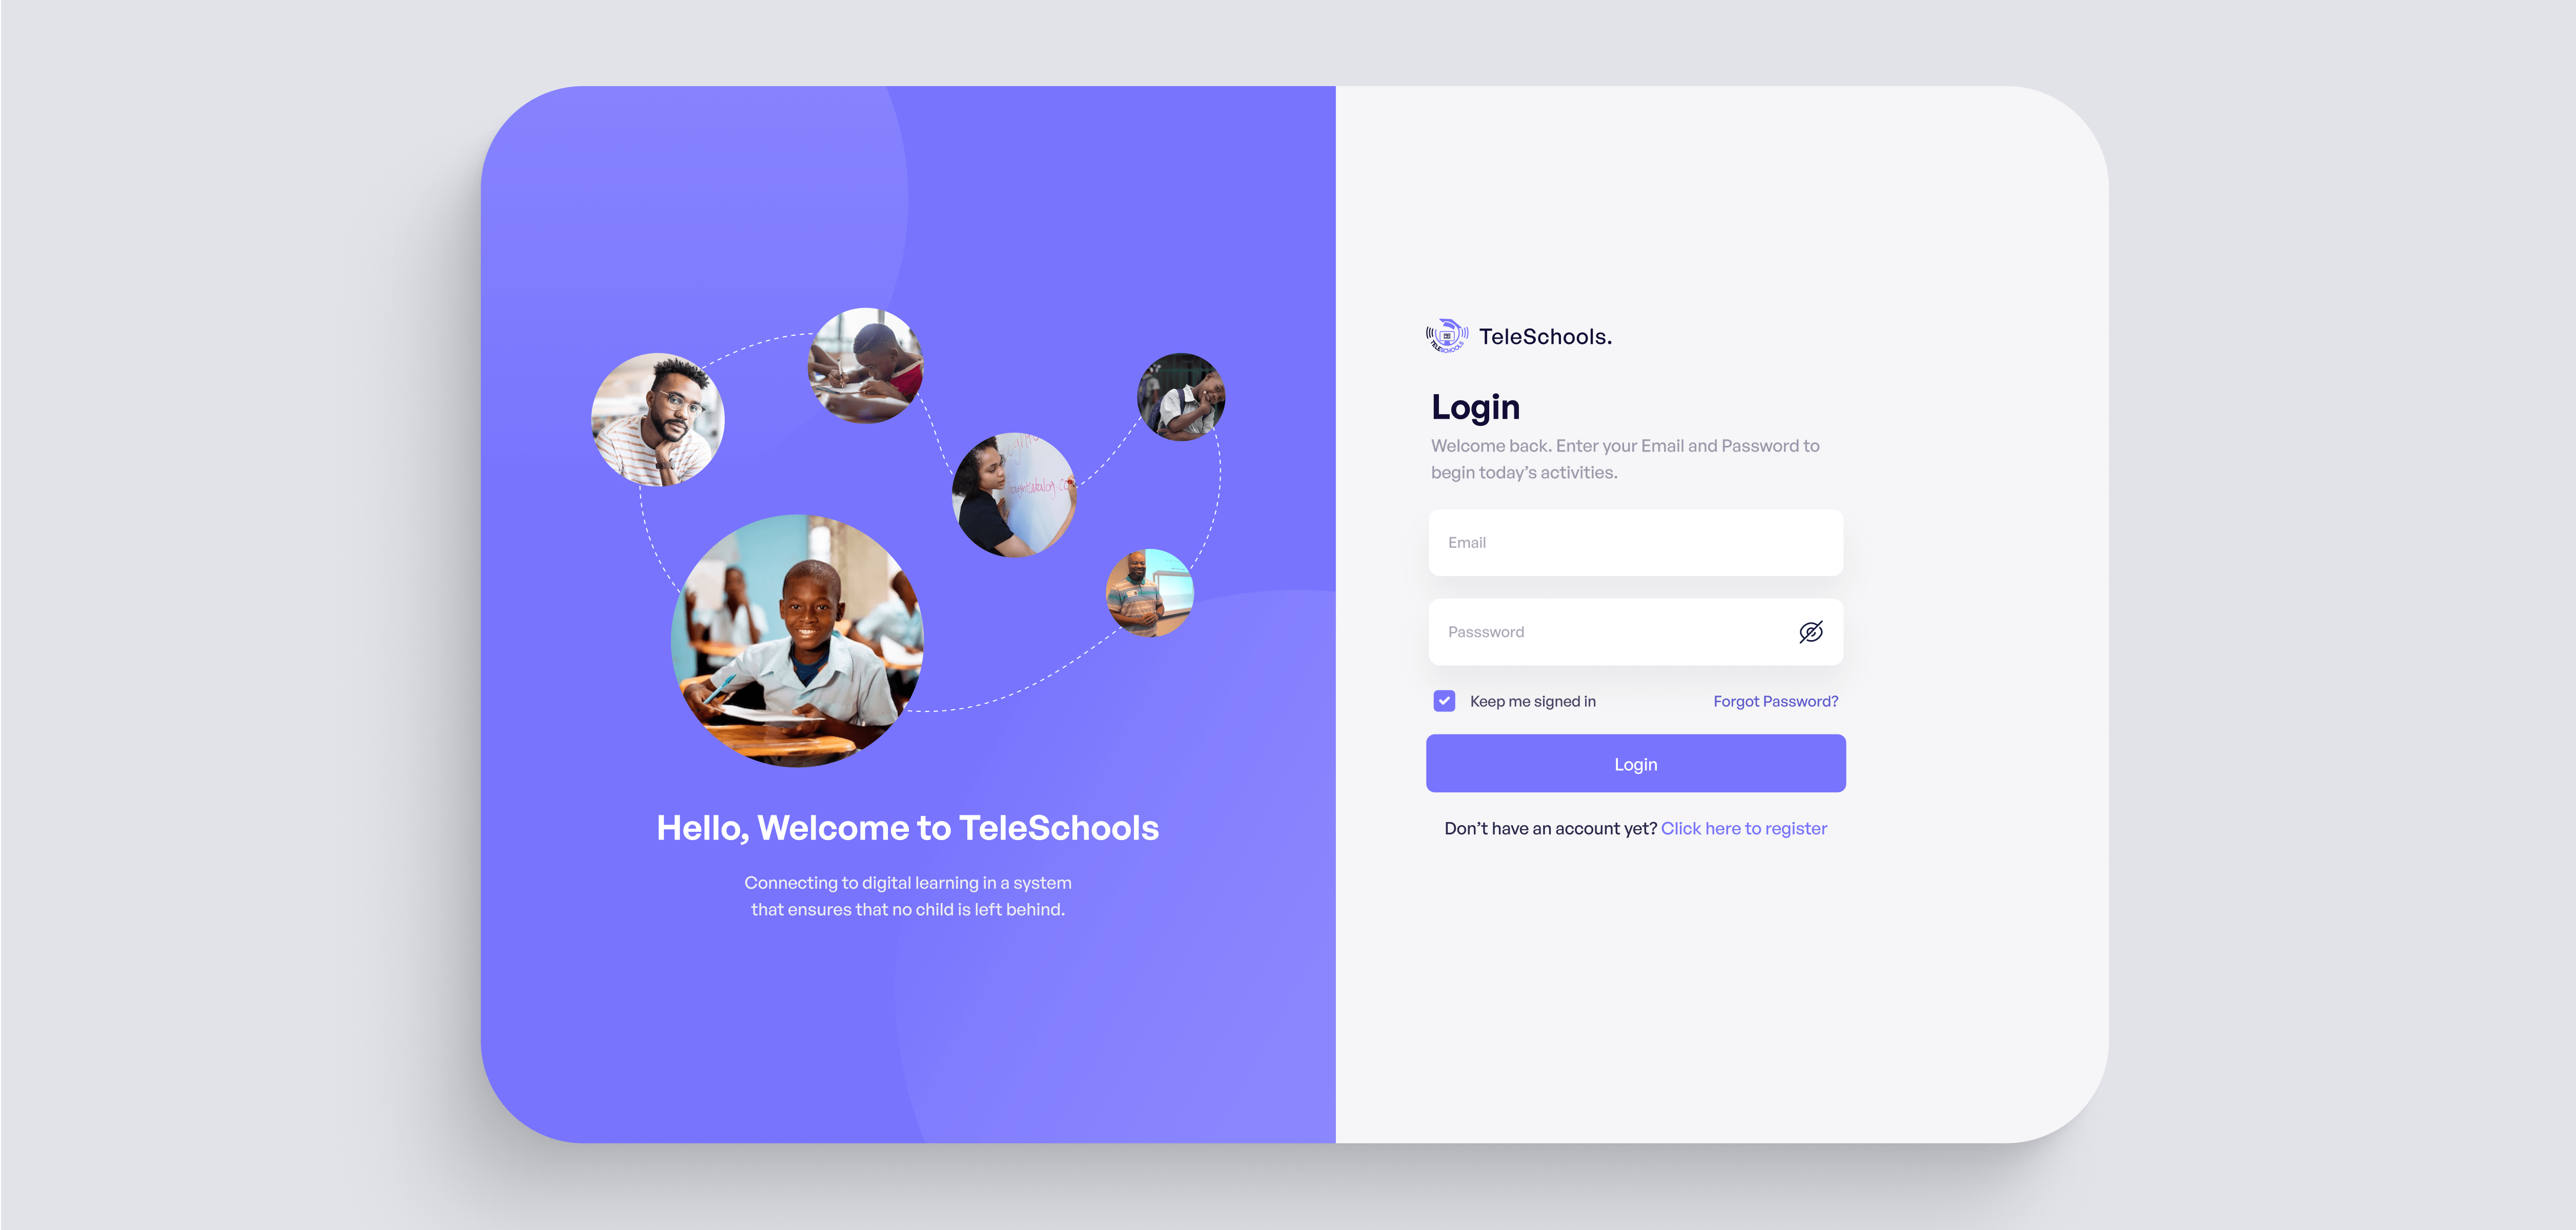 Hello, Welcome to TeleSchools
Connecting to digital learning in a system
that ensures that no child is left behind.
TELESCHOOLS
TeleSchools.
Login
Welcome back. Enter your Email and Password to
begin today’s activities.
Email
Passsword
Keep me signed in
Forgot Password?
Login
Don’t have an account yet? Click here to register